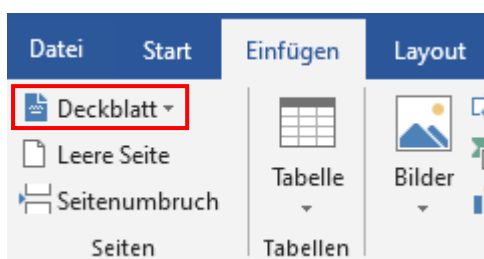 Datei Start Einfügen Layout
Deckblatt
Leere Seite
Seitenumbruch
Seiten
Tabelle
Tabellen
Bilder